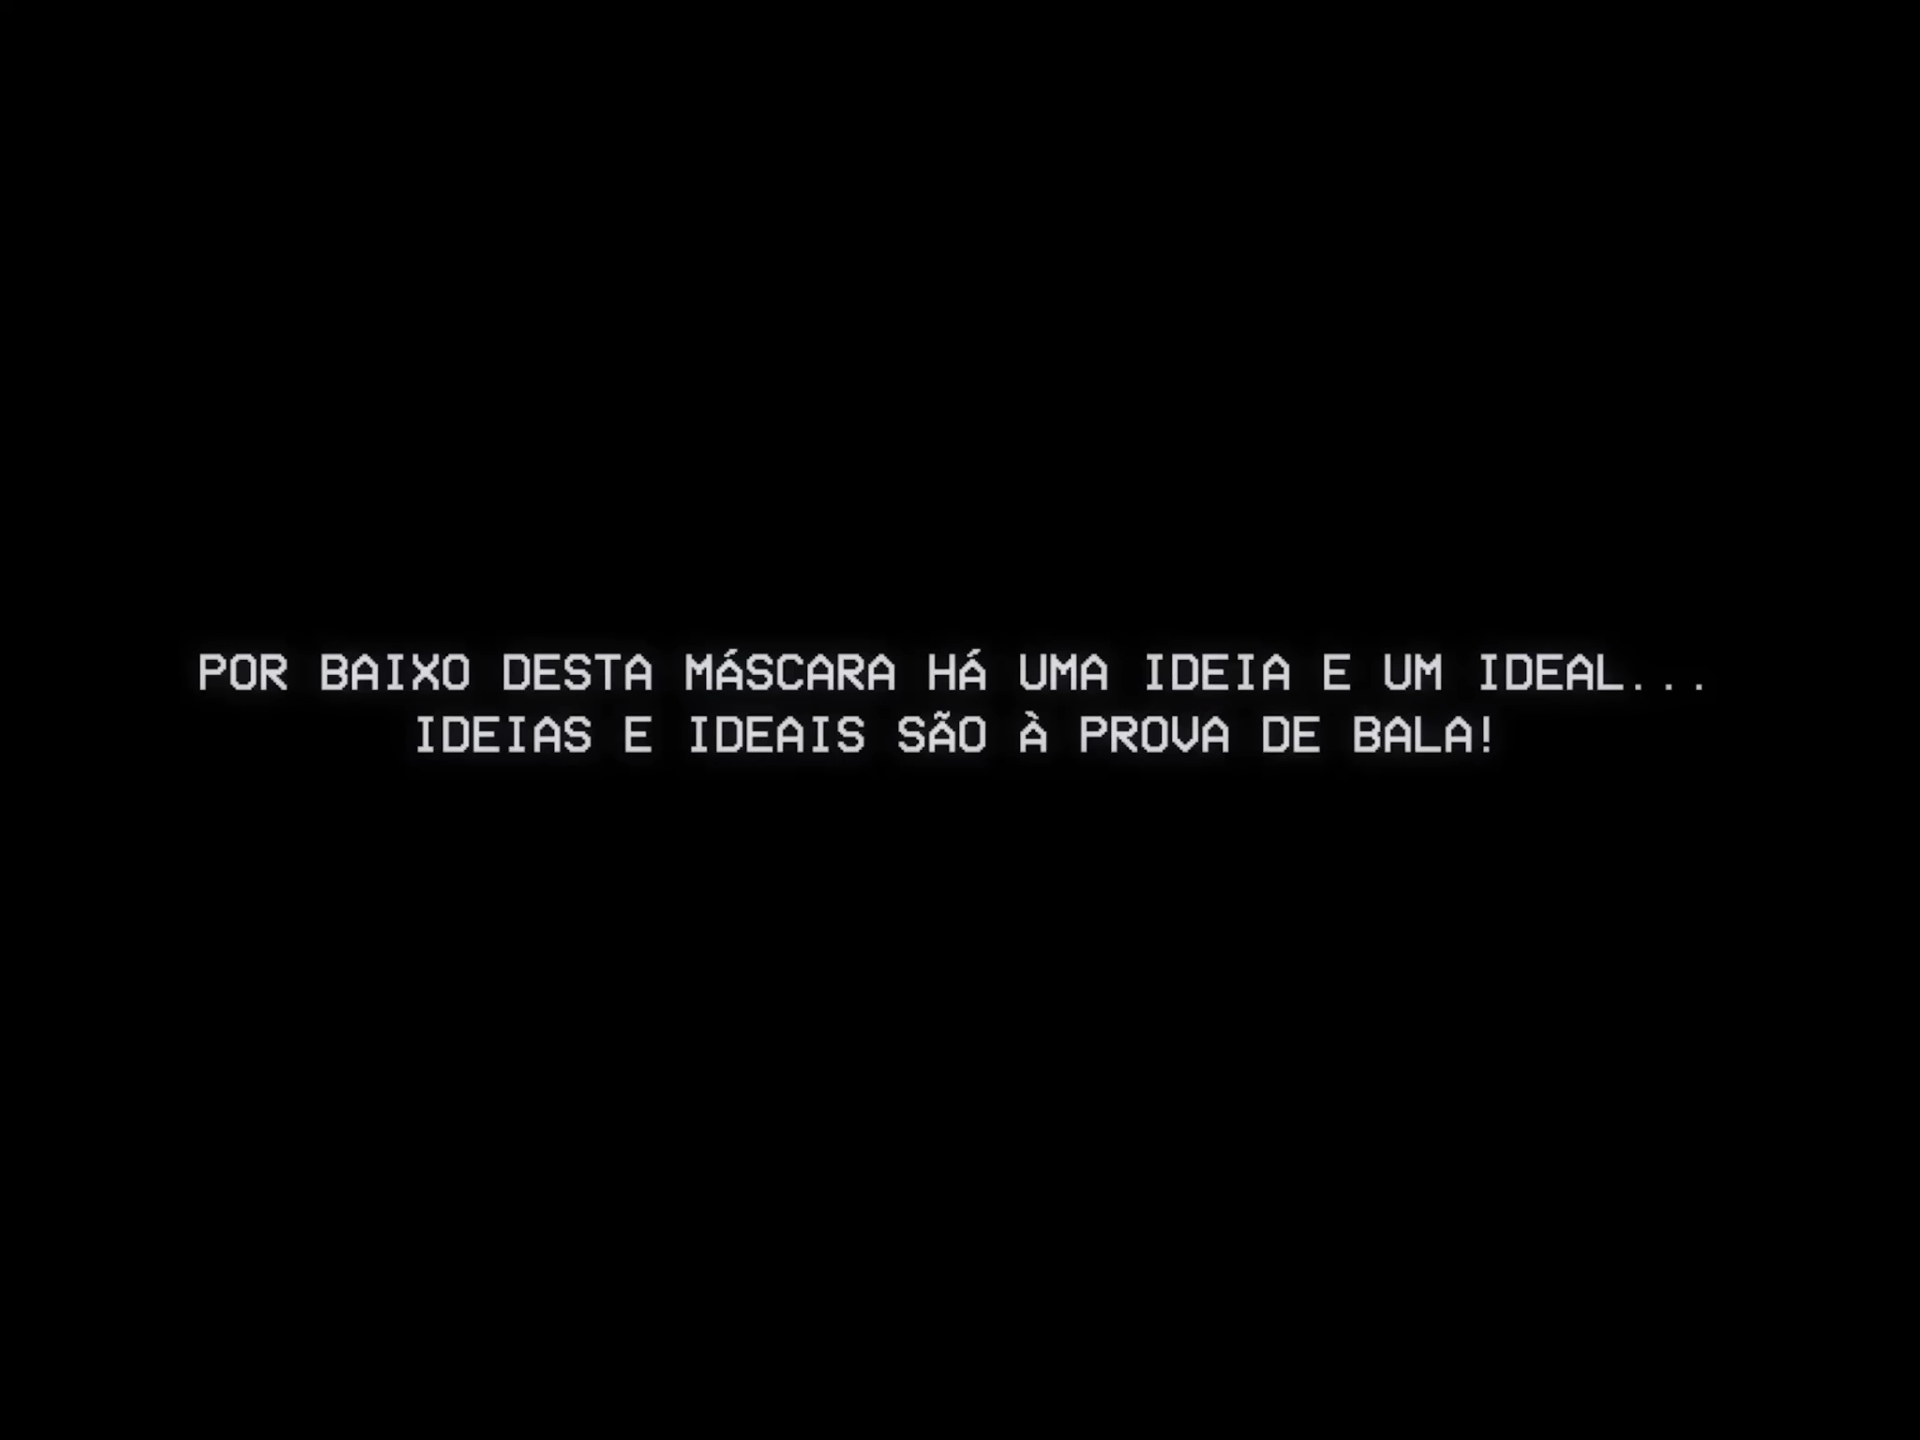 POR BAIXO DESTA MÁSCARA HÁ UMA IDEIA E UM IDEAL...
IDEIAS E IDEAIS SÃO À PROVA DE BALA!